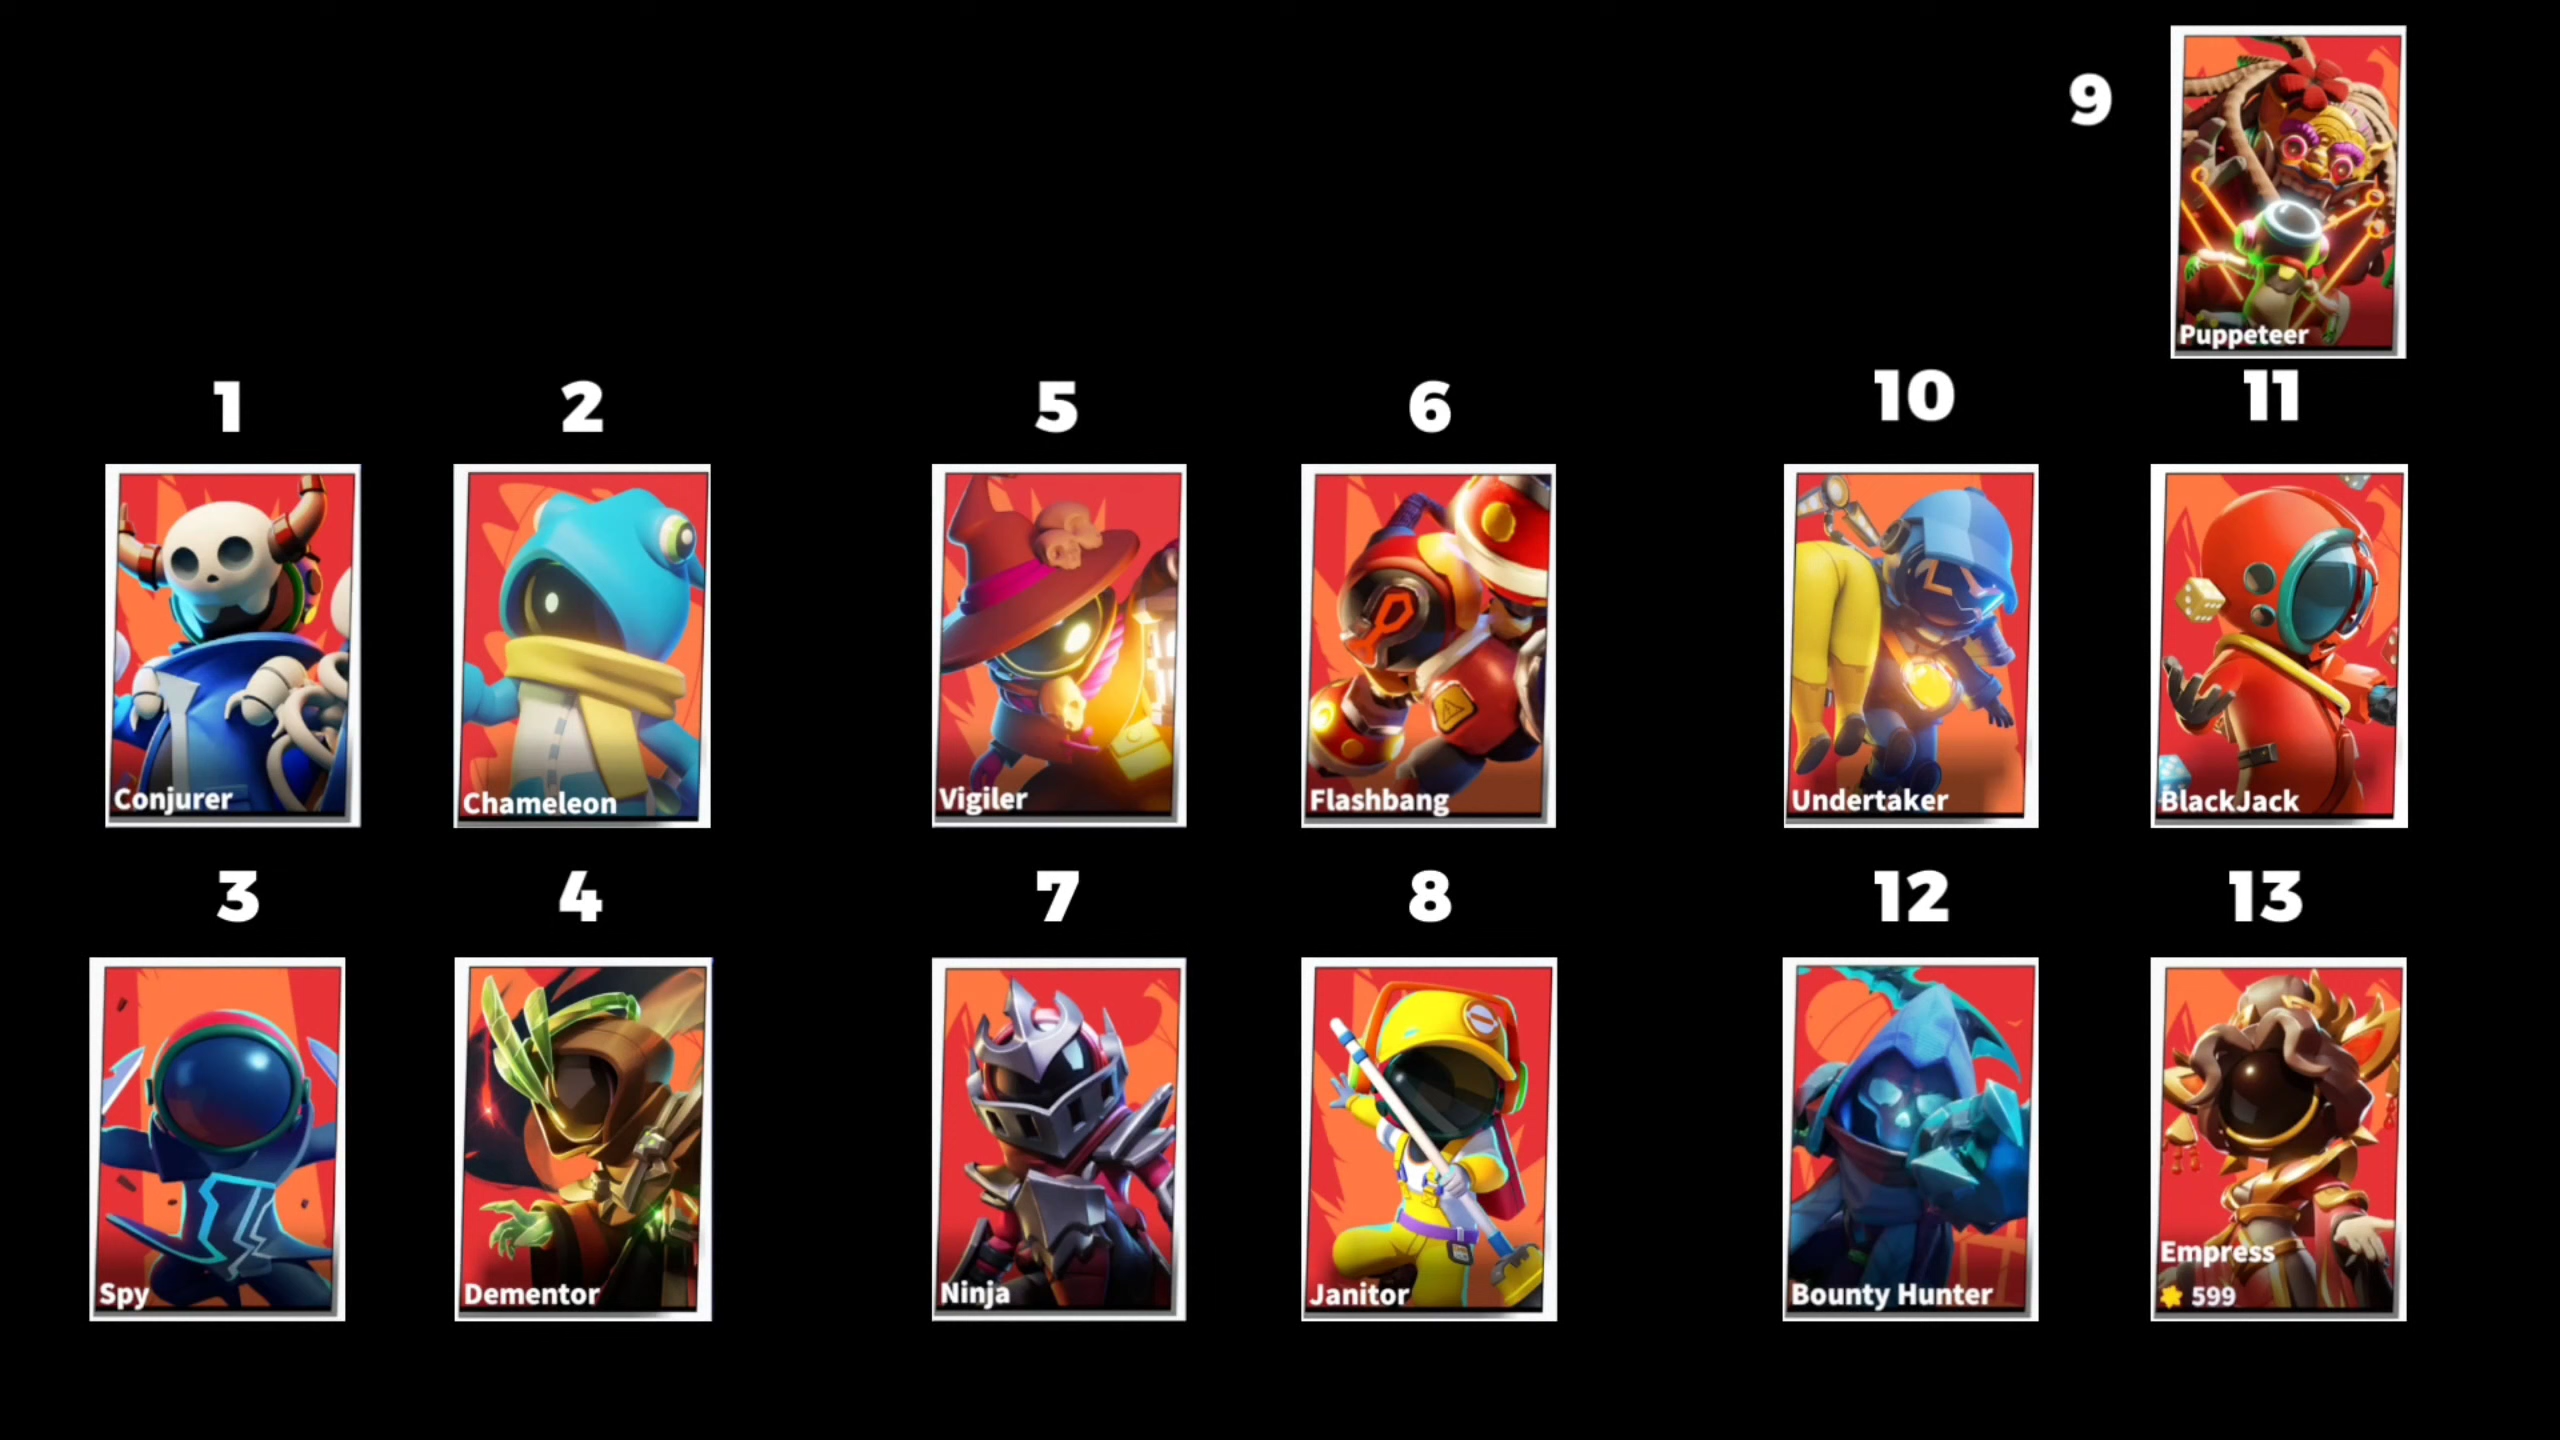 9
Puppeteer
1
2
5
6
10
11
Conjurer
Chameleon
Vigiler
Flashbang
Undertaker
BlackJack
3
4
7
8
12
13
Spy
Dementor
Ninja
Janitor
Bounty Hunter
Empress
599